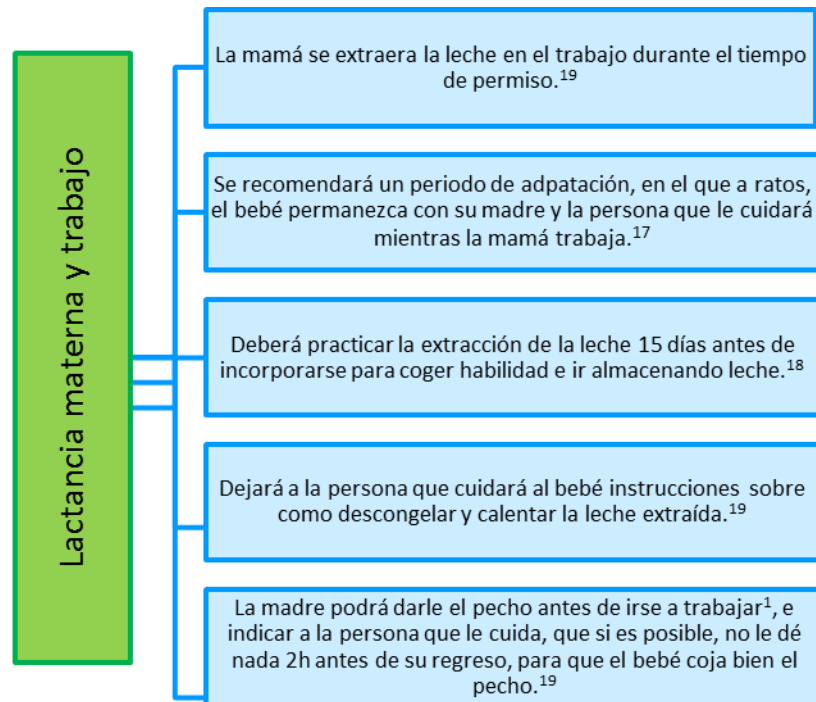 Lactancia materna y trabajo
La mamá se extraera la leche en el trabajo durante el tiempo
de permiso.¹⁹
Se recomendará un periodo de adpatación, en el que a ratos,
el bebé permanezca con su madre y la persona que le cuidará
mientras la mamá trabaja.¹⁷
Deberá practicar la extracción de la leche 15 días antes de
incorporarse para coger habilidad e ir almacenando leche.¹⁸
Dejará a la persona que cuidará al bebé instrucciones sobre
como descongelar y calentar la leche extraída.¹⁹
La madre podrá darle el pecho antes de irse a trabajar¹, e
indicar a la persona que le cuida, que si es posible, no le dé
nada 2h antes de su regreso, para que el bebé coja bien el
pecho.¹⁹